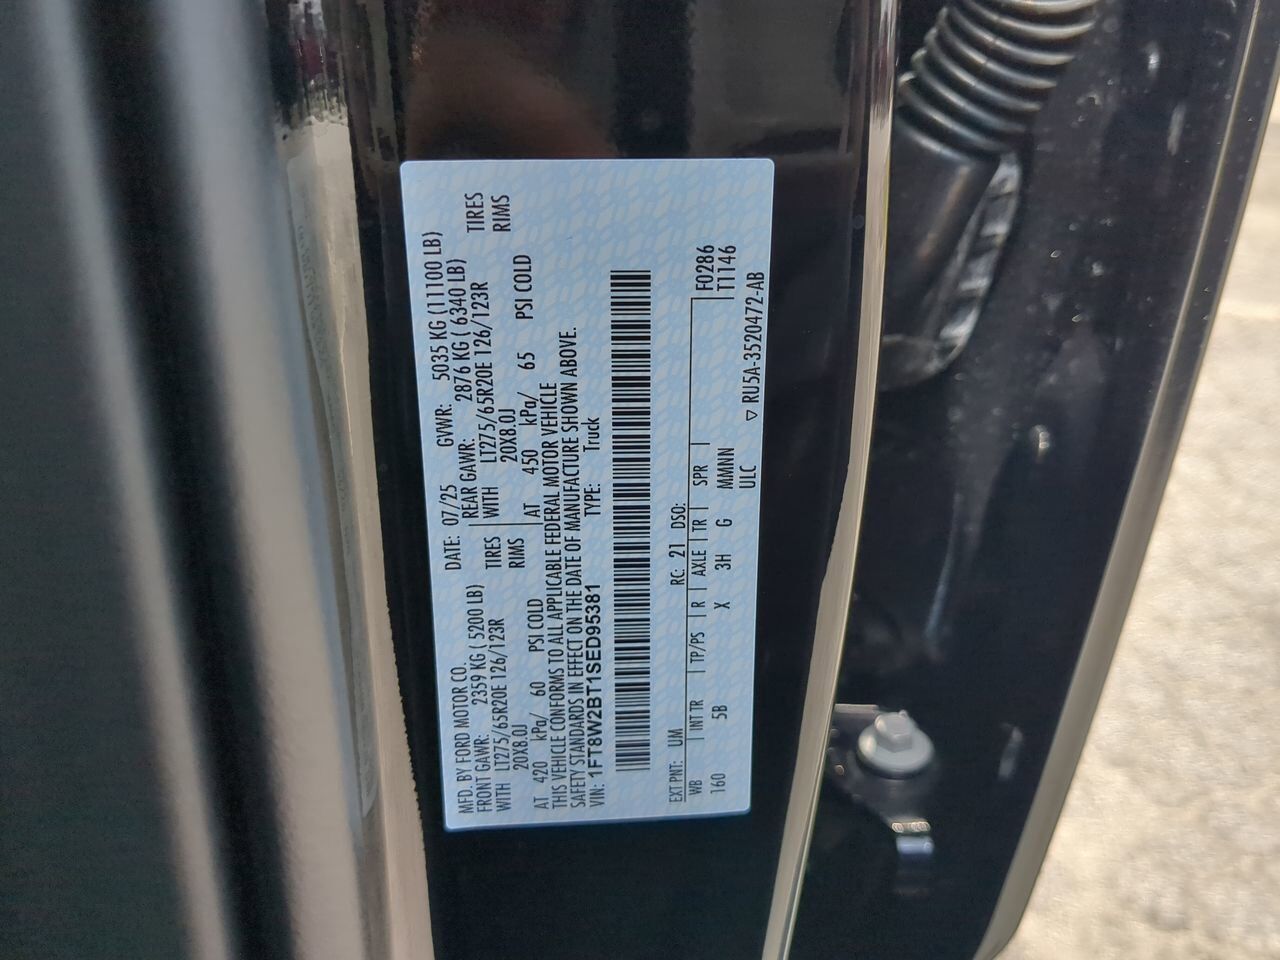 MFD. BY FORD MOTOR CO.
DATE: 07/25 GVWR: 5035 KG (11100 LB)
FRONT GAWR: 2359 KG ( 5200 LB) REAR GAWR: 2876 KG ( 6340 LB)
WITH LT275/65R20E 126/123R TIRES WITH LT275/65R20E 126/123R TIRES
20X8.0J RIMS 20X8.0J RIMS
AT 420 kPa/ 60 PSI COLD AT 450 kPa/ 65 PSI COLD
THIS VEHICLE CONFORMS TO ALL APPLICABLE FEDERAL MOTOR VEHICLE
SAFETY STANDARDS IN EFFECT ON THE DATE OF MANUFACTURE SHOWN ABOVE.
VIN: 1FT8W2BT1SED95381 TYPE: Truck
EXT PNT: UM RC: 21 DSO:
WB INT TR TP/PS R AXLE TR SPR F0286
160 5B X 3H G MMNN T1146
ULC ▽ RU5A-3520472-AB